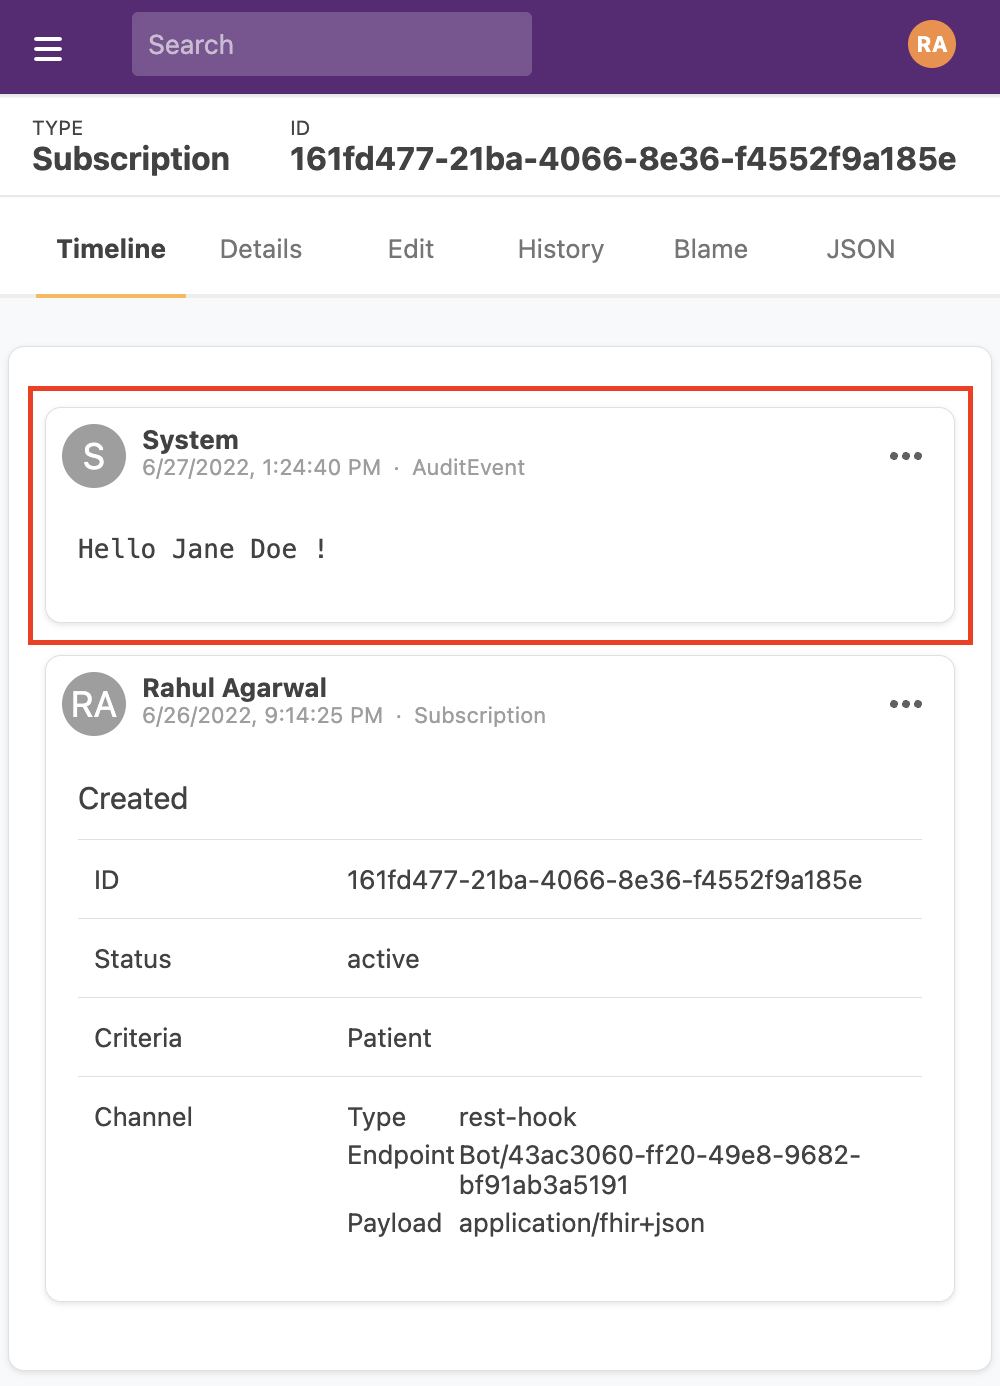 Search
RA
TYPE
Subscription
ID
161fd477-21ba-4066-8e36-f4552f9a185e
Timeline Details Edit History Blame JSON
S
System
6/27/2022, 1:24:40 PM · AuditEvent
Hello Jane Doe !
RA
Rahul Agarwal
6/26/2022, 9:14:25 PM · Subscription
Created
ID 161fd477-21ba-4066-8e36-f4552f9a185e
Status active
Criteria Patient
Channel Type rest-hook
Endpoint Bot/43ac3060-ff20-49e8-9682-
bf91ab3a5191
Payload application/fhir+json